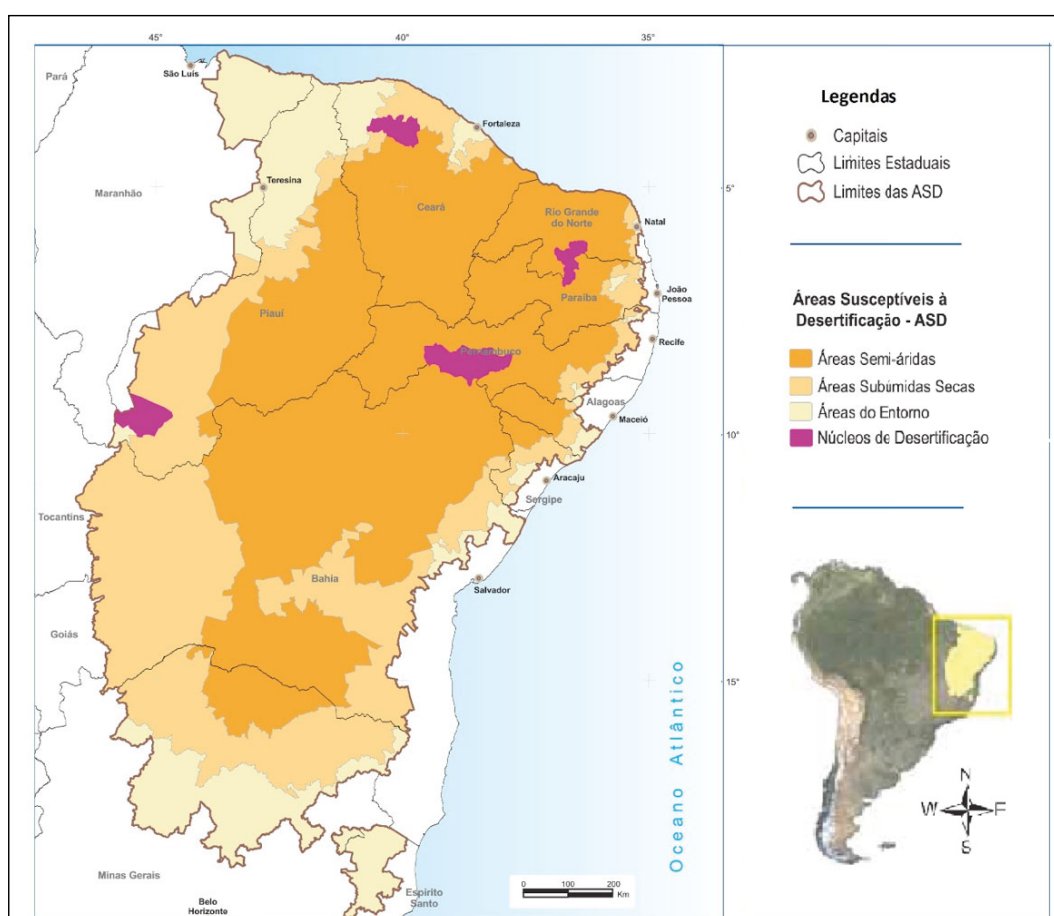 45°
40°
35°
Pará
São Luís
Fortaleza
Teresina
Maranhão
5°
Ceará
Rio Grande
do Norte
Natal
Paraíba
João
Pessoa
Piauí
Pernambuco
Recife
Alagoas
Maceió
10°
Aracaju
Sergipe
Tocantins
Bahia
Salvador
Goiás
15°
Oceano Atlântico
Minas Gerais
Belo
Horizonte
Espírito
Santo
0 100 200
Km
Legendas
Capitais
Limites Estaduais
Limites das ASD
Áreas Susceptíveis à
Desertificação - ASD
Áreas Semi-áridas
Áreas Subúmidas Secas
Áreas do Entorno
Núcleos de Desertificação
N
W
S